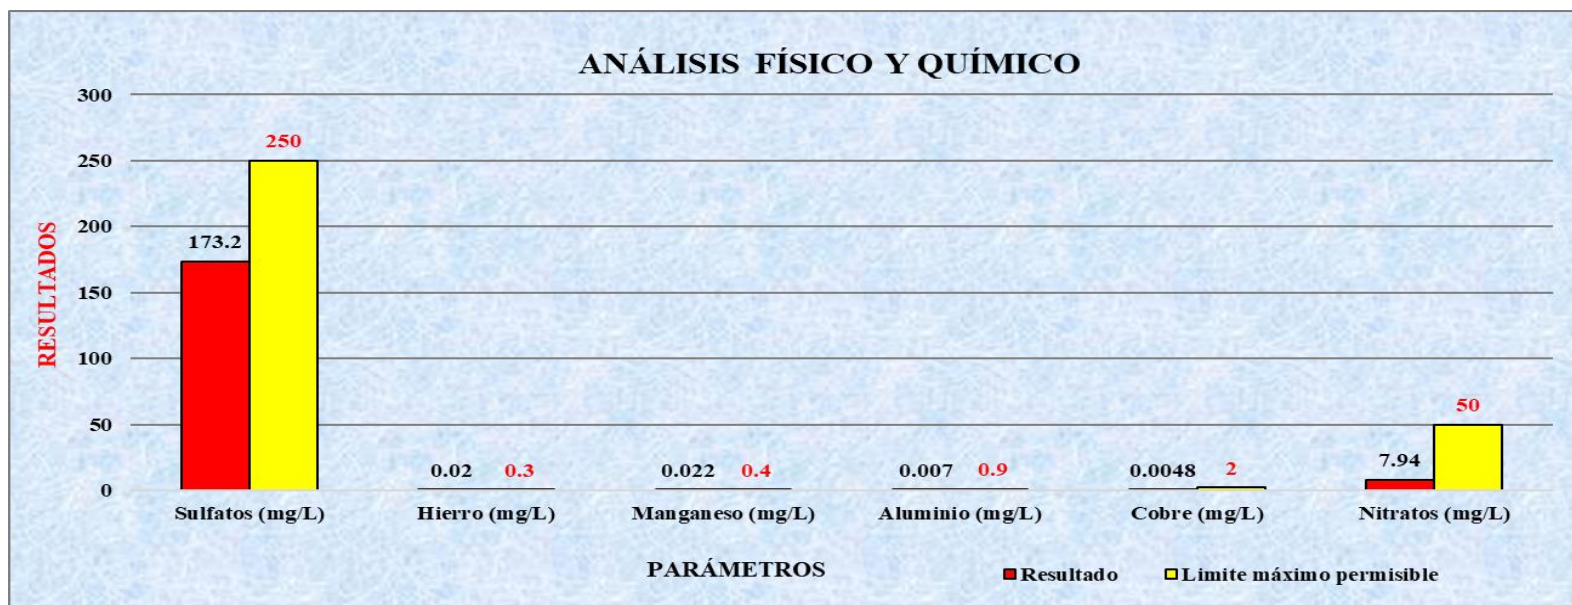 ANÁLISIS FÍSICO Y QUÍMICO
300
250
200
150
100
50
0
RESULTADOS
173.2 250
0.02 0.3
0.022 0.4
0.007 0.9
0.0048 2
7.94 50
Sulfatos (mg/L) Hierro (mg/L) Manganeso (mg/L) Aluminio (mg/L) Cobre (mg/L) Nitratos (mg/L)
PARÁMETROS
Resultado Limite máximo permisible